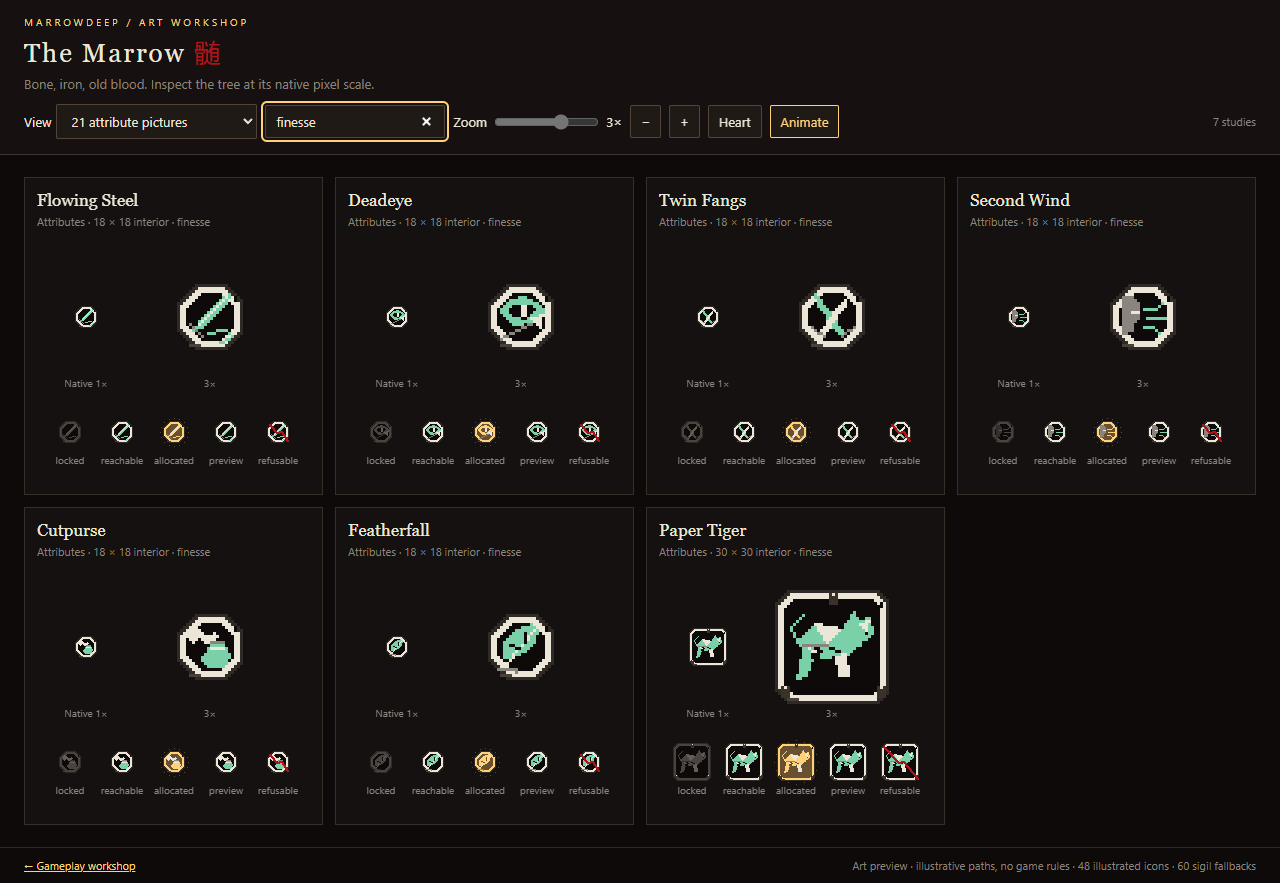 MARROWDEEP / ART WORKSHOP
The Marrow 髄
Bone, iron, old blood. Inspect the tree at its native pixel scale.
View 21 attribute pictures finesse × Zoom 3× − + Heart Animate 7 studies
Flowing Steel
Attributes · 18 × 18 interior · finesse
Native 1× 3×
locked reachable allocated preview refusable
Deadeye
Attributes · 18 × 18 interior · finesse
Native 1× 3×
locked reachable allocated preview refusable
Twin Fangs
Attributes · 18 × 18 interior · finesse
Native 1× 3×
locked reachable allocated preview refusable
Second Wind
Attributes · 18 × 18 interior · finesse
Native 1× 3×
locked reachable allocated preview refusable
Cutpurse
Attributes · 18 × 18 interior · finesse
Native 1× 3×
locked reachable allocated preview refusable
Featherfall
Attributes · 18 × 18 interior · finesse
Native 1× 3×
locked reachable allocated preview refusable
Paper Tiger
Attributes · 30 × 30 interior · finesse
Native 1× 3×
locked reachable allocated preview refusable
← Gameplay workshop Art preview · illustrative paths, no game rules · 48 illustrated icons · 60 sigil fallbacks